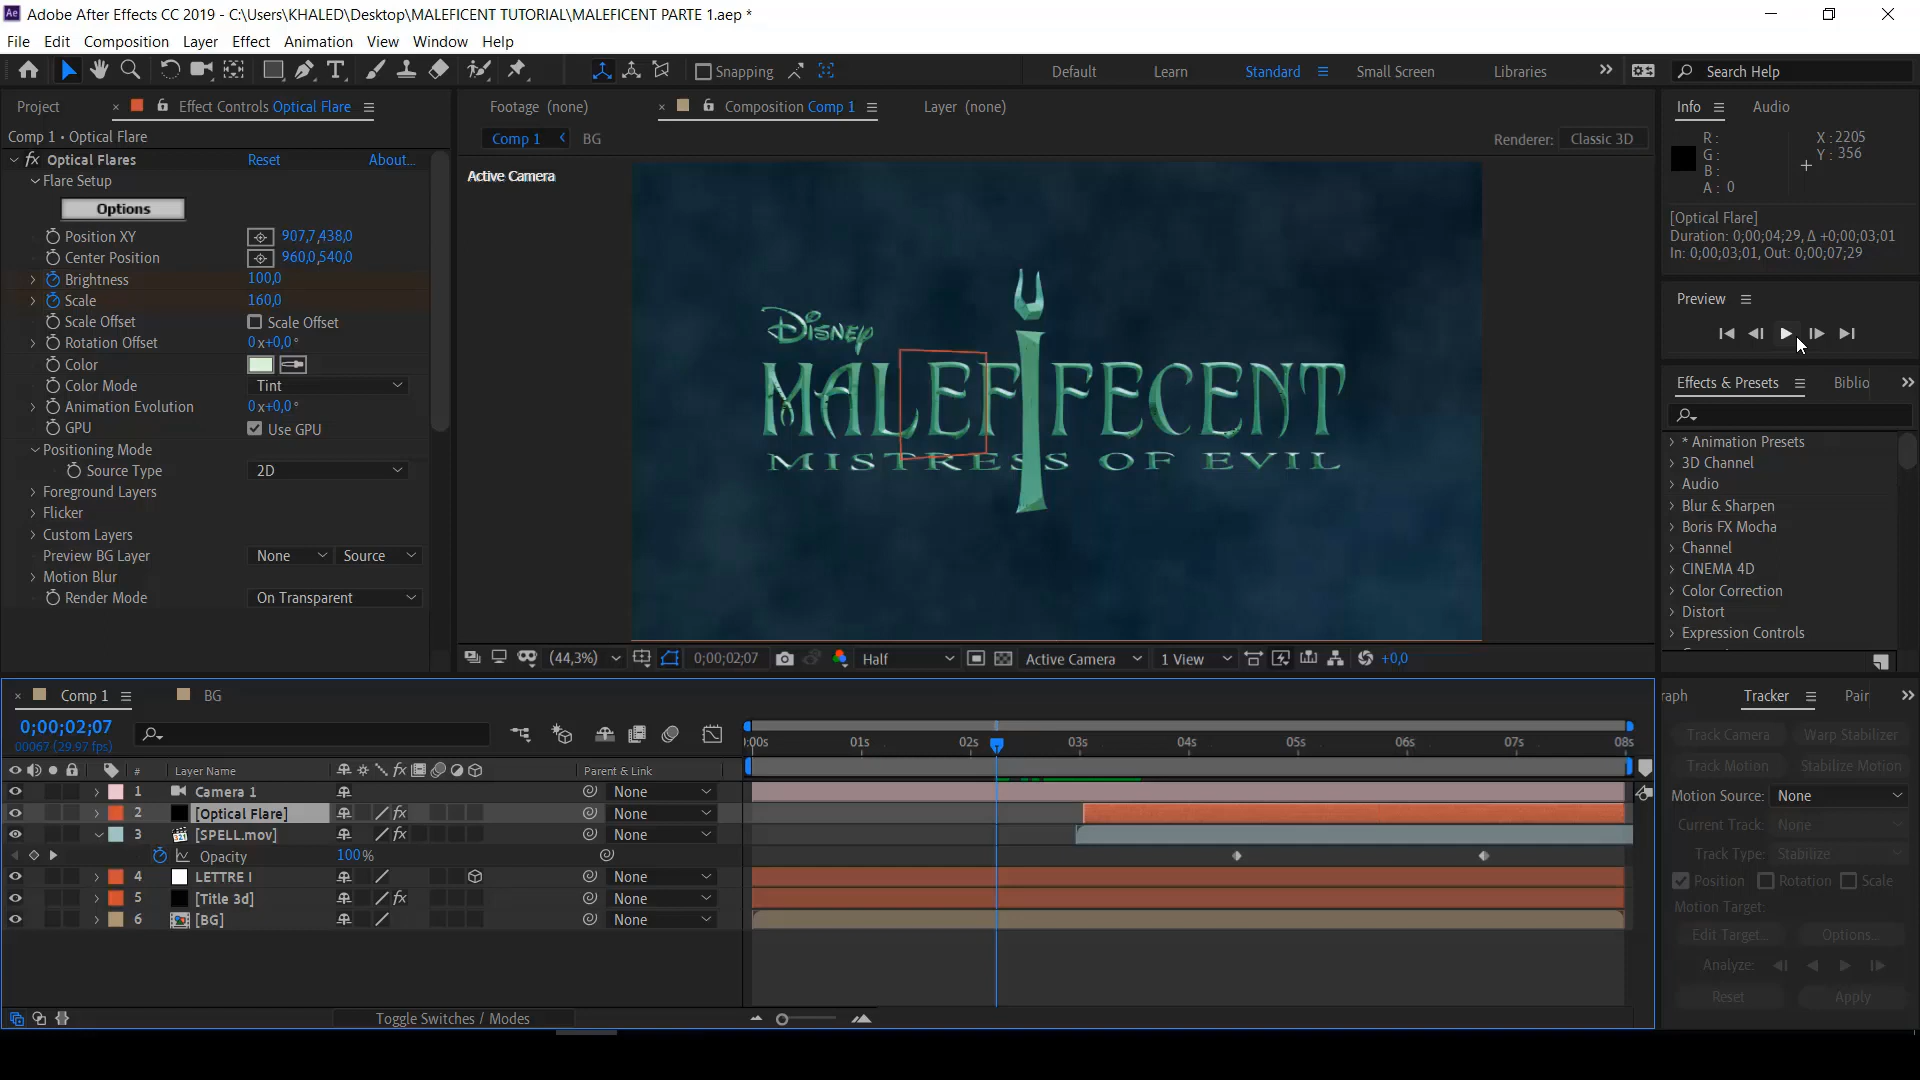 Adobe After Effects CC 2019 - C:\Users\KHALED\Desktop\MALEFICENT TUTORIAL\MALEFICENT PARTE 1.aep *
File Edit Composition Layer Effect Animation View Window Help
Snapping Default Learn Standard Small Screen Libraries Search Help
Project Effect Controls Optical Flare
Footage (none) Composition Comp 1 Layer (none)
Info Audio
Comp 1 • Optical Flare
Comp 1 BG Renderer: Classic 3D
Optical Flares Reset About...
Flare Setup
Options
Position XY 907,7,438,0
Center Position 960,0,540,0
Brightness 100,0
Scale 160,0
Scale Offset Scale Offset
Rotation Offset 0x+0,0°
Color
Color Mode Tint
Animation Evolution 0x+0,0°
GPU Use GPU
Positioning Mode
Source Type 2D
Foreground Layers
Flicker
Custom Layers
Preview BG Layer None Source
Motion Blur
Render Mode On Transparent
Active Camera
DISNEY
MALEFIFECENT
MISTRESS OF EVIL
(44,3%) 0;00;02;07 Half Active Camera 1 View +0,0
R: X: 2205
G: Y: 356
B:
A: 0
[Optical Flare]
Duration: 0;00;04;29, Δ +0;00;03;01
In: 0;00;03;01, Out: 0;00;07;29
Preview
Effects & Presets Biblio
* Animation Presets
3D Channel
Audio
Blur & Sharpen
Boris FX Mocha
Channel
CINEMA 4D
Color Correction
Distort
Expression Controls
Comp 1 BG
0;00;02;07
00067 (29.97 fps)
:00s 01s 02s 03s 04s 05s 06s 07s 08s
# Layer Name Parent & Link
1 Camera 1 None
2 [Optical Flare] None
3 [SPELL.mov] None
Opacity 100%
4 LETTRE I None
5 [Title 3d] None
6 [BG] None
Toggle Switches / Modes
raph Tracker Pair
Track Camera Warp Stabilizer
Track Motion Stabilize Motion
Motion Source: None
Current Track: None
Track Type: Stabilize
Position Rotation Scale
Motion Target:
Edit Target... Options...
Analyze:
Reset Apply